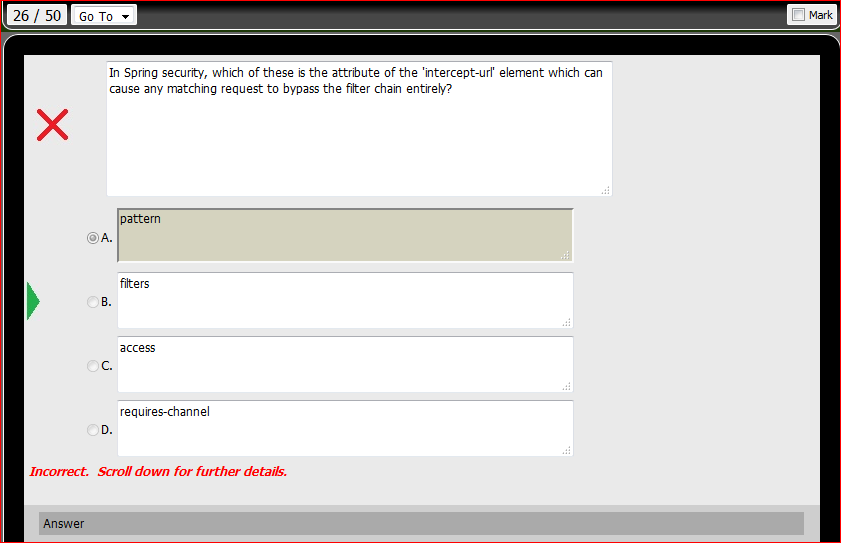 26 / 50 Go To Mark
In Spring security, which of these is the attribute of the 'intercept-url' element which can
cause any matching request to bypass the filter chain entirely?
A. pattern
B. filters
C. access
D. requires-channel
Incorrect. Scroll down for further details.
Answer